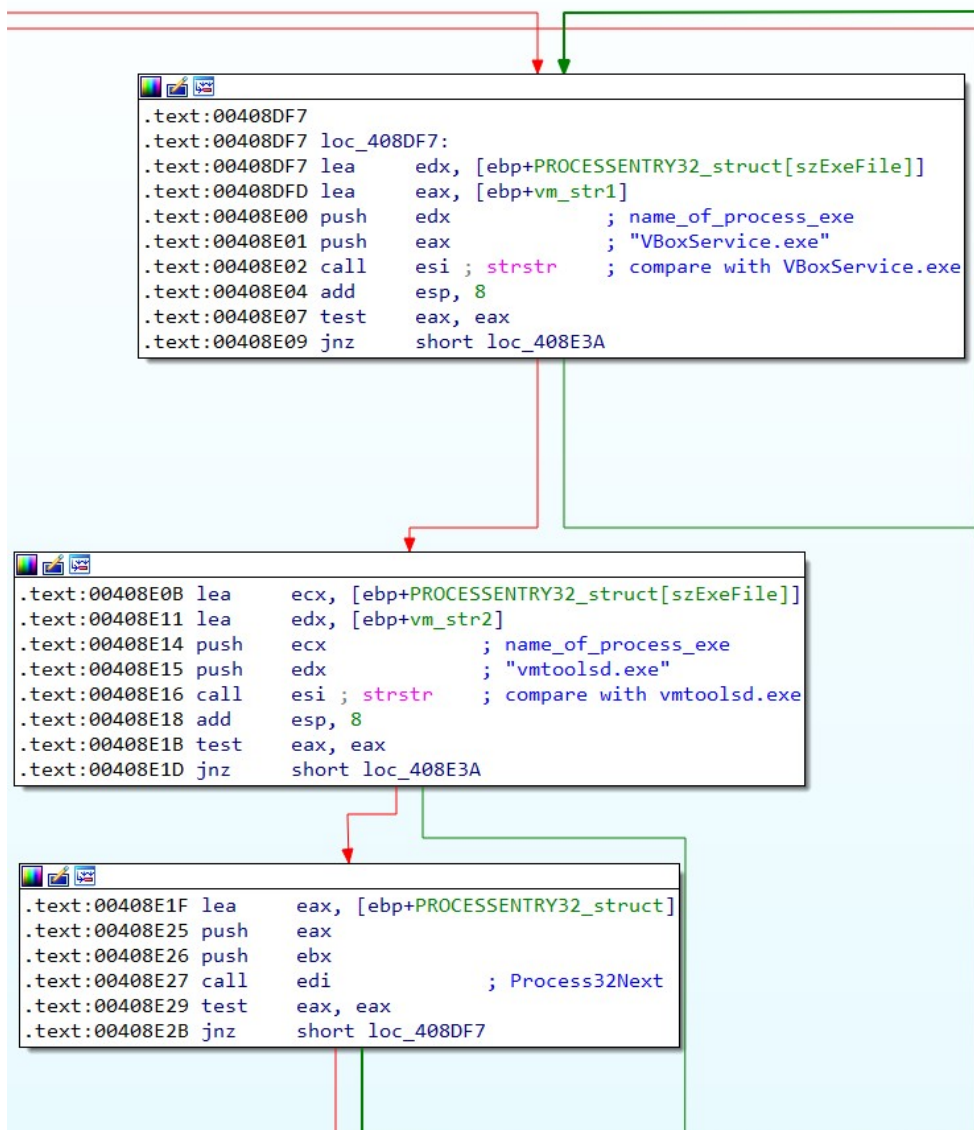 .text:00408DF7
.text:00408DF7 loc_408DF7:
.text:00408DF7 lea     edx, [ebp+PROCESSENTRY32_struct[szExeFile]]
.text:00408DFD lea     eax, [ebp+vm_str1]
.text:00408E00 push    edx             ; name_of_process_exe
.text:00408E01 push    eax             ; "VBoxService.exe"
.text:00408E02 call    esi ; strstr    ; compare with VBoxService.exe
.text:00408E04 add     esp, 8
.text:00408E07 test    eax, eax
.text:00408E09 jnz     short loc_408E3A
.text:00408E0B lea     ecx, [ebp+PROCESSENTRY32_struct[szExeFile]]
.text:00408E11 lea     edx, [ebp+vm_str2]
.text:00408E14 push    ecx             ; name_of_process_exe
.text:00408E15 push    edx             ; "vmtoolsd.exe"
.text:00408E16 call    esi ; strstr    ; compare with vmtoolsd.exe
.text:00408E18 add     esp, 8
.text:00408E1B test    eax, eax
.text:00408E1D jnz     short loc_408E3A
.text:00408E1F lea     eax, [ebp+PROCESSENTRY32_struct]
.text:00408E25 push    eax
.text:00408E26 push    ebx
.text:00408E27 call    edi             ; Process32Next
.text:00408E29 test    eax, eax
.text:00408E2B jnz     short loc_408DF7